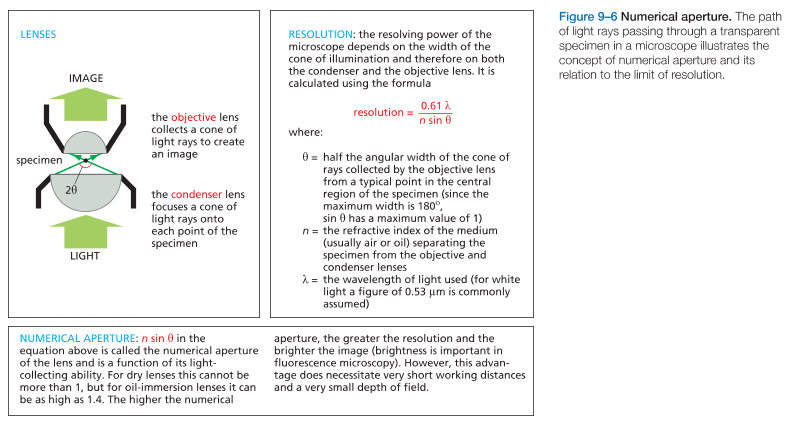 LENSES
IMAGE
the objective lens
collects a cone of
light rays to create
an image
specimen
2θ
the condenser lens
focuses a cone of
light rays onto
each point of the
specimen
LIGHT
RESOLUTION: the resolving power of the
microscope depends on the width of the
cone of illumination and therefore on both
the condenser and the objective lens. It is
calculated using the formula
resolution = 0.61 λ / n sin θ
where:
θ = half the angular width of the cone of
rays collected by the objective lens
from a typical point in the central
region of the specimen (since the
maximum width is 180°,
sin θ has a maximum value of 1)
n = the refractive index of the medium
(usually air or oil) separating the
specimen from the objective and
condenser lenses
λ = the wavelength of light used (for white
light a figure of 0.53 μm is commonly
assumed)
NUMERICAL APERTURE: n sin θ in the
equation above is called the numerical aperture
of the lens and is a function of its light-
collecting ability. For dry lenses this cannot be
more than 1, but for oil-immersion lenses it can
be as high as 1.4. The higher the numerical
aperture, the greater the resolution and the
brighter the image (brightness is important in
fluorescence microscopy). However, this advan-
tage does necessitate very short working distances
and a very small depth of field.
Figure 9–6 Numerical aperture. The path
of light rays passing through a transparent
specimen in a microscope illustrates the
concept of numerical aperture and its
relation to the limit of resolution.